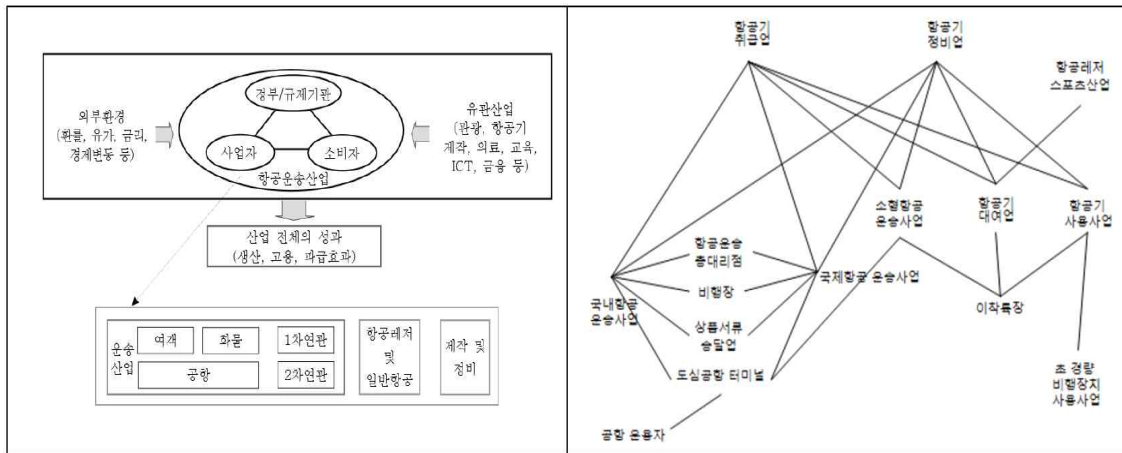 정부/규제기관
외부환경
(환률, 유가, 금리,
경제변동 등)
유관산업
(관광, 항공기
제작, 의료, 교육,
ICT, 금융 등)
사업자
소비자
항공운송산업
산업 전체의 성과
(생산, 고용, 파급효과)
운송
산업
여객
화물
1차연관
공항
2차연관
항공레저
및
일반항공
제작 및
정비
항공기
취급업
항공기
정비업
항공레저
스포츠산업
소형항공
운송사업
항공기
대여업
항공기
사용사업
항공운송
총대리점
비행장
국내항공
운송사업
국제항공 운송사업
상품서류
송달업
이착륙장
도심공항 터미널
초 경량
비행장치
사용사업
공항 운용자